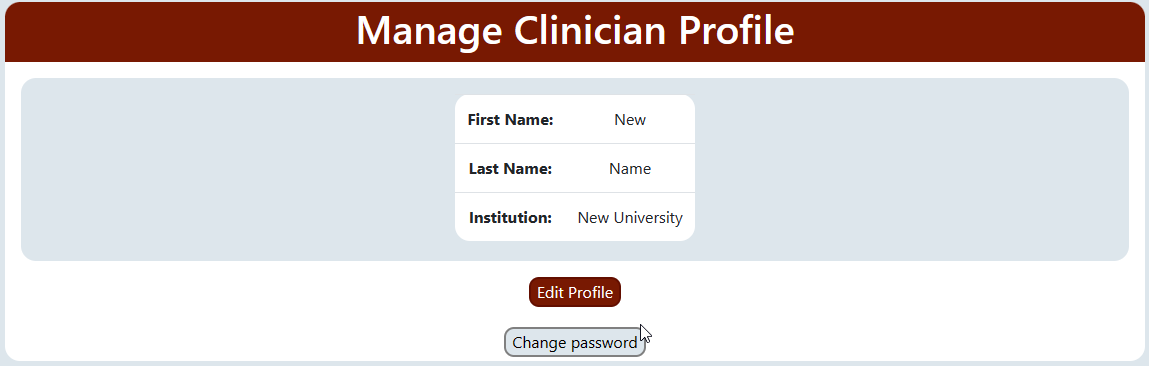 Manage Clinician Profile
First Name: New
Last Name: Name
Institution: New University
Edit Profile
Change password